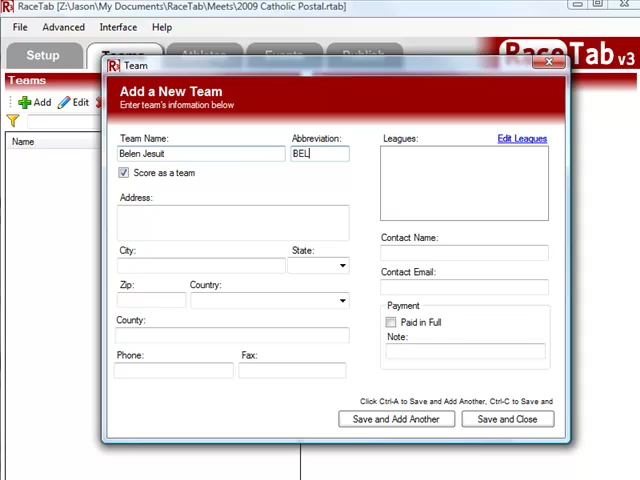 RaceTab [Z:\Jason\My Documents\RaceTab\Meets\2009 Catholic Postal.rtab]
File Advanced Interface Help
Setup Teams Athletes Events Publish
RaceTab v3
Teams
Add Edit
Name
Team
Add a New Team
Enter team's information below
Team Name: Abbreviation: Leagues: Edit Leagues
Belen Jesuit BEL
Score as a team
Address:
Contact Name:
City: State:
Contact Email:
Zip: Country:
Payment
Paid in Full
County:
Note:
Phone: Fax:
Click Ctrl-A to Save and Add Another, Ctrl-C to Save and
Save and Add Another Save and Close